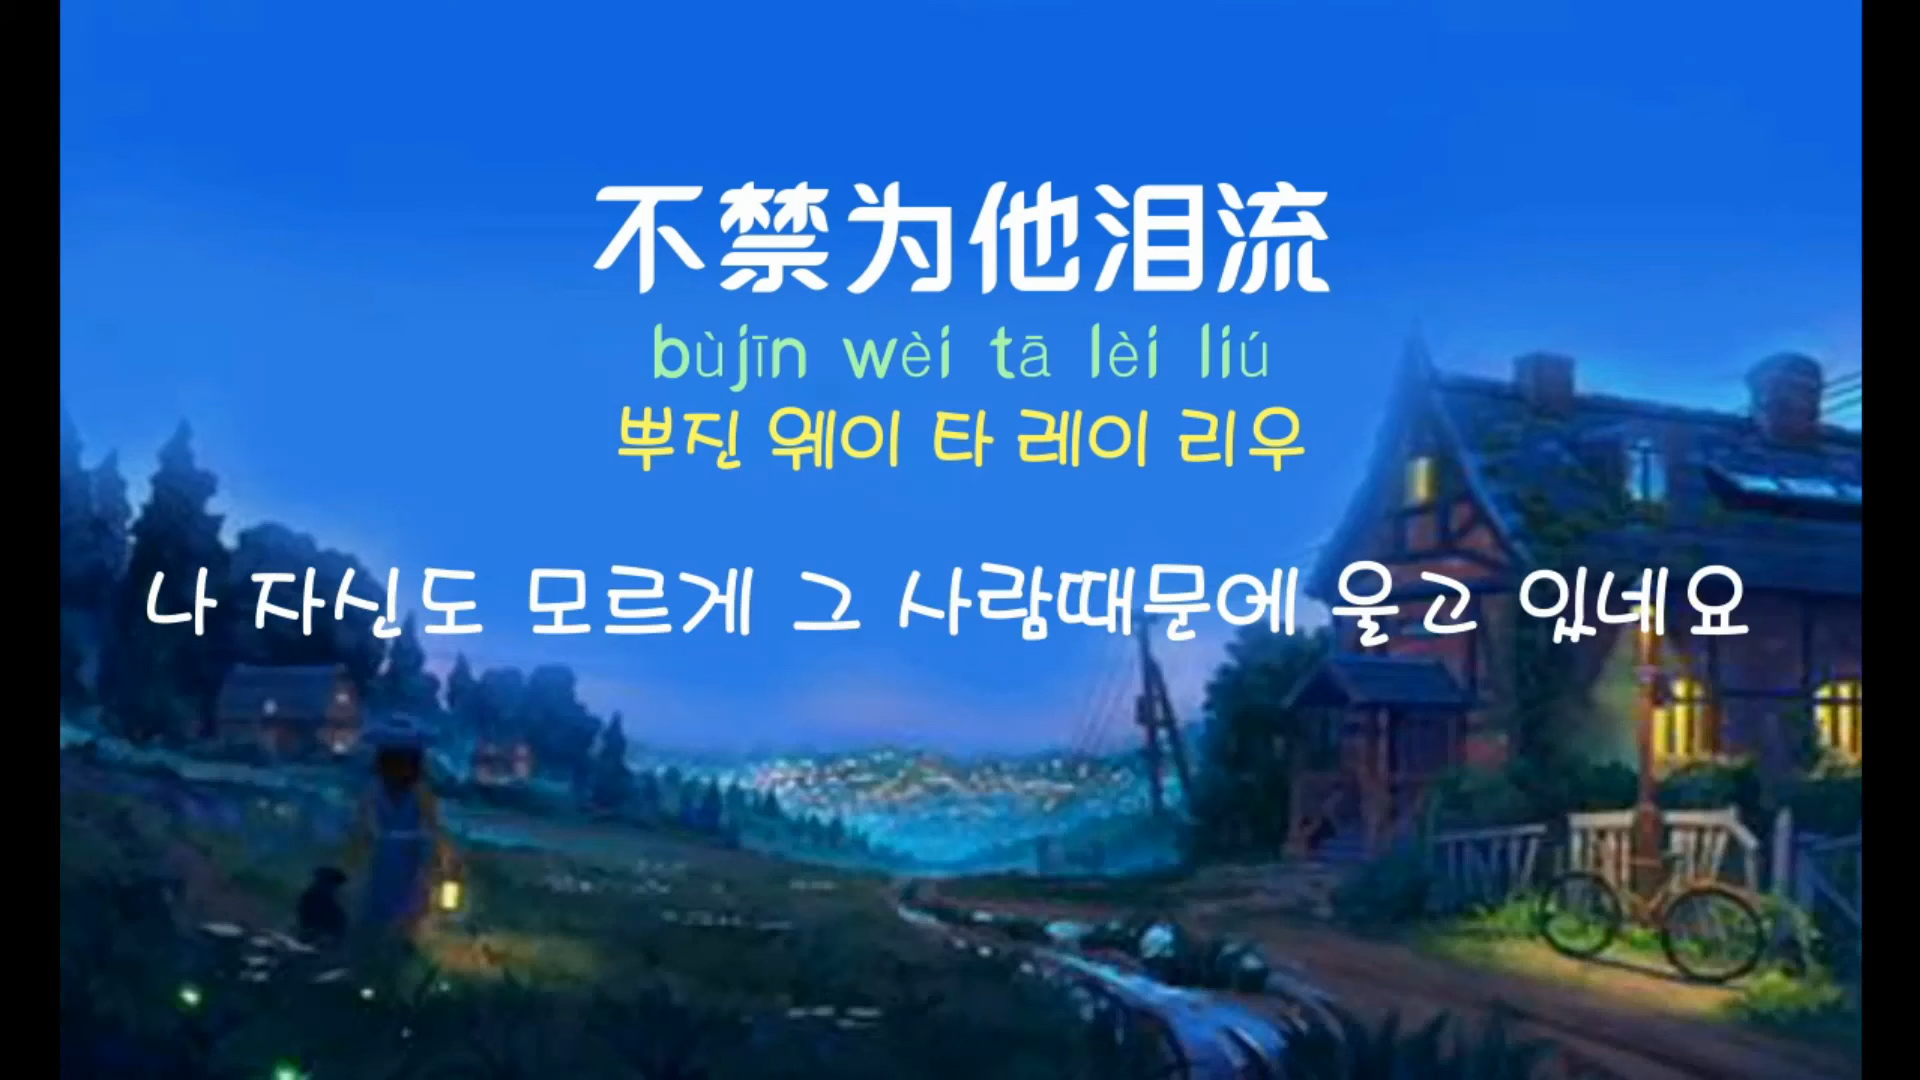 不禁为他泪流
bùjīn wèi tā lèi liú
뿌진 웨이 타 레이 리우
나 자신도 모르게 그 사람때문에 울고 있네요